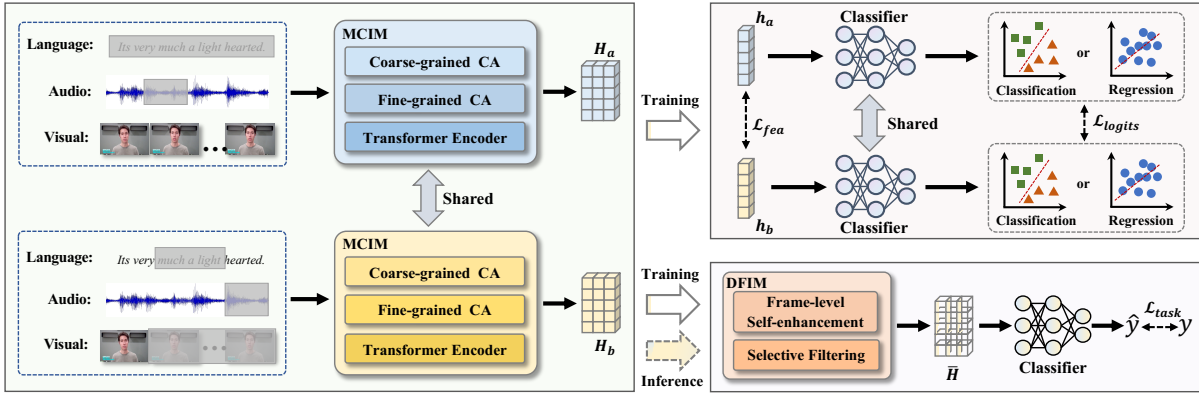 Language:
Its very much a light hearted.
Audio:
Visual:
...
MCIM
Coarse-grained CA
Fine-grained CA
Transformer Encoder
H_a
Shared
Language:
Its very much a light hearted.
Audio:
Visual:
...
MCIM
Coarse-grained CA
Fine-grained CA
Transformer Encoder
H_b
Training
Training
Inference
h_a
Classifier
Classification
or
Regression
ℒ_fea
Shared
ℒ_logits
h_b
Classifier
Classification
or
Regression
DFIM
Frame-level
Self-enhancement
Selective Filtering
H̅
Classifier
ŷ
ℒ_task
y